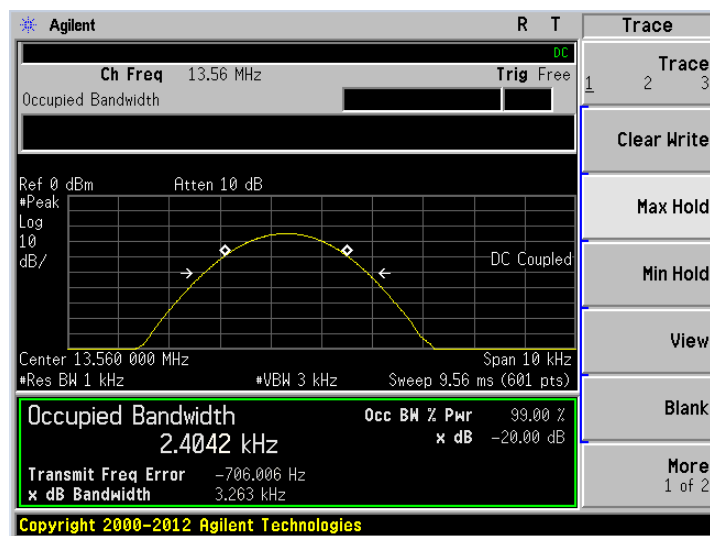 Agilent R T Trace
DC
Ch Freq 13.56 MHz Trig Free
Occupied Bandwidth
Trace
1 2 3
Clear Write
Max Hold
Min Hold
View
Blank
More
1 of 2
Ref 0 dBm Atten 10 dB
#Peak
Log
10
dB/
DC Coupled
Center 13.560 000 MHz Span 10 kHz
#Res BW 1 kHz #VBW 3 kHz Sweep 9.56 ms (601 pts)
Occupied Bandwidth Occ BW % Pwr 99.00 %
2.4042 kHz x dB -20.00 dB
Transmit Freq Error -706.006 Hz
x dB Bandwidth 3.263 kHz
Copyright 2000-2012 Agilent Technologies